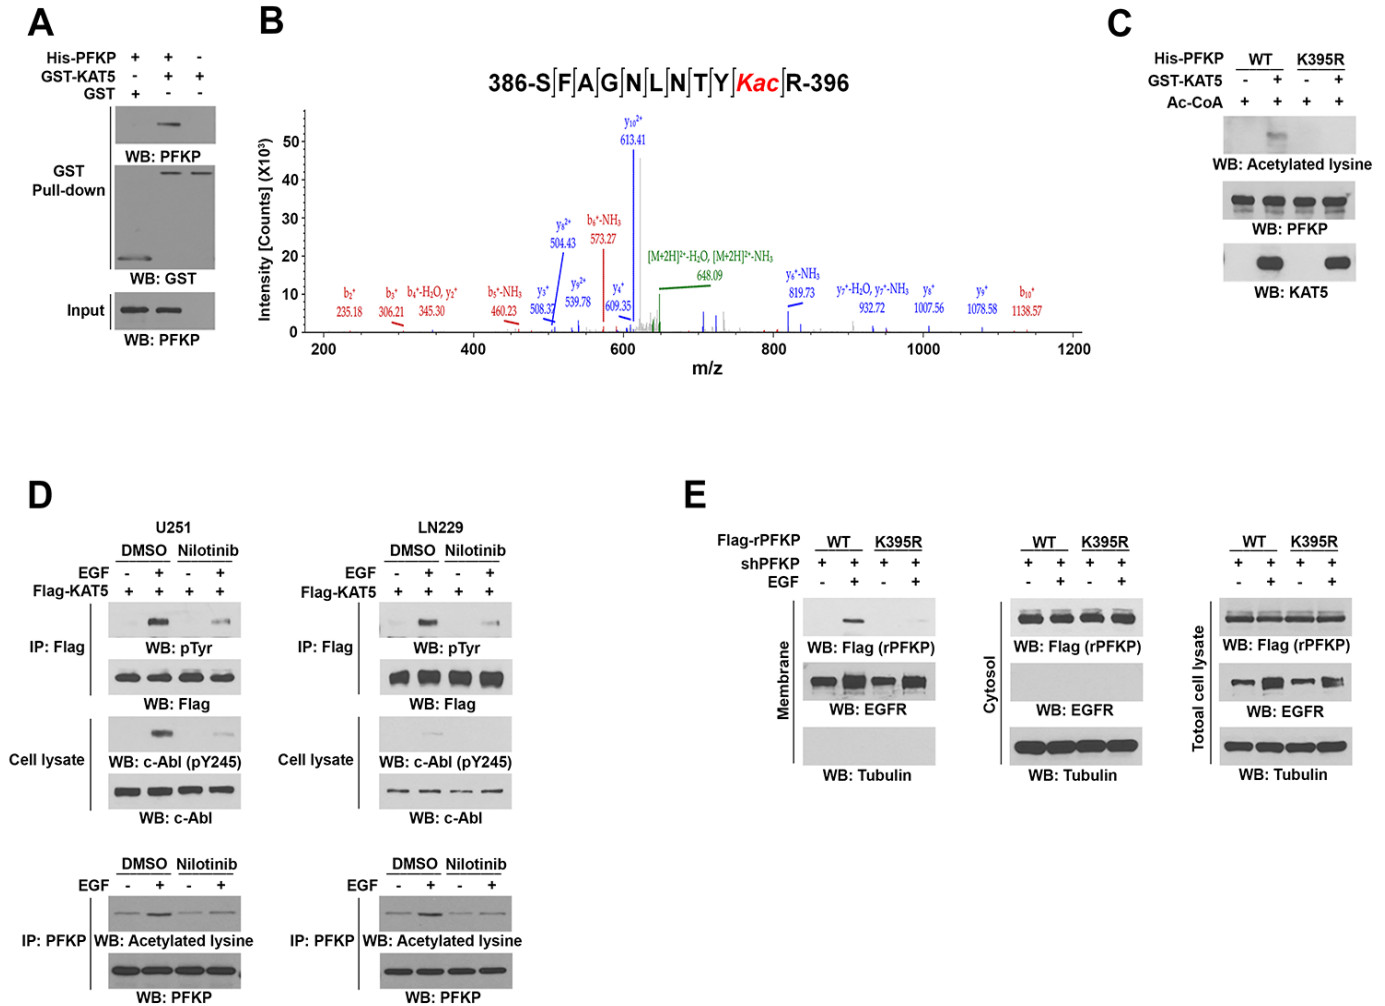 A
His-PFKP + + -
GST-KAT5 - + +
GST + - -
GST
Pull-down
WB: PFKP
WB: GST
Input
WB: PFKP
B
386-SFAGNLNTYKacR-396
Intensity [Counts] (X10³)
50
40
30
20
10
0
y₁₀²⁺
613.41
y₈²⁺
504.43
b₆⁺-NH₃
573.27
[M+2H]²⁺-H₂O, [M+2H]²⁺-NH₃
648.09
b₂⁺
235.18
b₃⁺
306.21
b₄⁺-H₂O, y₂⁺
345.30
b₅⁺-NH₃
460.23
y₃⁺
508.37
y₉²⁺
539.78
y₄⁺
609.35
y₆⁺-NH₃
819.73
y₇⁺-H₂O, y₇⁺-NH₃
932.72
y₈⁺
1007.56
y₉⁺
1078.58
b₁₀⁺
1138.57
200 400 600 800 1000 1200
m/z
C
His-PFKP WT K395R
GST-KAT5 - + - +
Ac-CoA + + + +
WB: Acetylated lysine
WB: PFKP
WB: KAT5
D
U251
DMSO Nilotinib
EGF - + - +
Flag-KAT5 + + + +
IP: Flag
WB: pTyr
WB: Flag
Cell lysate
WB: c-Abl (pY245)
WB: c-Abl
DMSO Nilotinib
EGF - + - +
IP: PFKP
WB: Acetylated lysine
WB: PFKP
LN229
DMSO Nilotinib
EGF - + - +
Flag-KAT5 + + + +
IP: Flag
WB: pTyr
WB: Flag
Cell lysate
WB: c-Abl (pY245)
WB: c-Abl
DMSO Nilotinib
EGF - + - +
IP: PFKP
WB: Acetylated lysine
WB: PFKP
E
Flag-rPFKP WT K395R
shPFKP + + + +
EGF - + - +
Membrane
WB: Flag (rPFKP)
WB: EGFR
WB: Tubulin
WT K395R
+ + + +
- + - +
Cytosol
WB: Flag (rPFKP)
WB: EGFR
WB: Tubulin
WT K395R
+ + + +
- + - +
Totoal cell lysate
WB: Flag (rPFKP)
WB: EGFR
WB: Tubulin